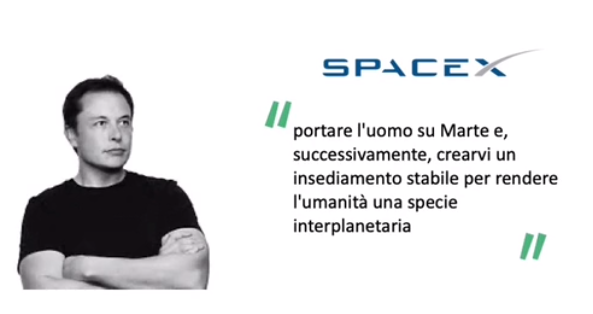 SPACEX
"
portare l'uomo su Marte e,
successivamente, crearvi un
insediamento stabile per rendere
l'umanità una specie
interplanetaria
"